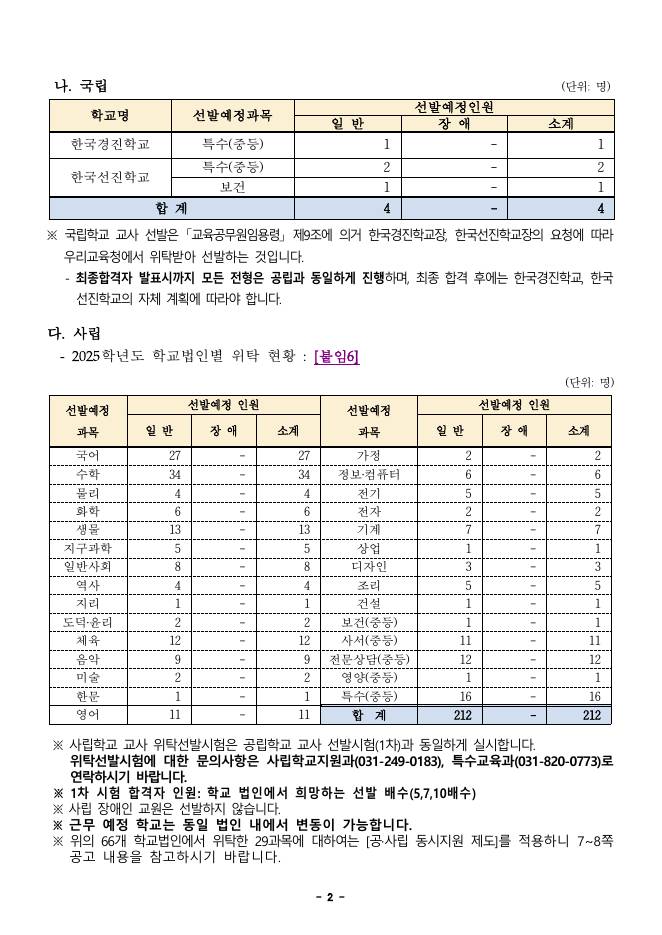 나. 국립
(단위: 명)
학교명 선발예정과목 선발예정인원
일 반 장 애 소계
한국경진학교 특수(중등) 1 - 1
한국선진학교 특수(중등) 2 - 2
보건 1 - 1
합 계 4 - 4
※ 국립학교 교사 선발은「교육공무원임용령」제9조에 의거 한국경진학교장, 한국선진학교장의 요청에 따라
우리교육청에서 위탁받아 선발하는 것입니다.
- 최종합격자 발표시까지 모든 전형은 공립과 동일하게 진행하며, 최종 합격 후에는 한국경진학교, 한국
선진학교의 자체 계획에 따라야 합니다.
다. 사립
- 2025학년도 학교법인별 위탁 현황 : [붙임6]
(단위: 명)
선발예정 과목 선발예정 인원 선발예정 과목 선발예정 인원
일 반 장 애 소계 일 반 장 애 소계
국어 27 - 27 가정 2 - 2
수학 34 - 34 정보·컴퓨터 6 - 6
물리 4 - 4 전기 5 - 5
화학 6 - 6 전자 2 - 2
생물 13 - 13 기계 7 - 7
지구과학 5 - 5 상업 1 - 1
일반사회 8 - 8 디자인 3 - 3
역사 4 - 4 조리 5 - 5
지리 1 - 1 건설 1 - 1
도덕·윤리 2 - 2 보건(중등) 1 - 1
체육 12 - 12 사서(중등) 11 - 11
음악 9 - 9 전문상담(중등) 12 - 12
미술 2 - 2 영양(중등) 1 - 1
한문 1 - 1 특수(중등) 16 - 16
영어 11 - 11 합 계 212 - 212
※ 사립학교 교사 위탁선발시험은 공립학교 교사 선발시험(1차)과 동일하게 실시합니다.
위탁선발시험에 대한 문의사항은 사립학교지원과(031-249-0183), 특수교육과(031-820-0773)로
연락하시기 바랍니다.
※ 1차 시험 합격자 인원: 학교 법인에서 희망하는 선발 배수(5,7,10배수)
※ 사립 장애인 교원은 선발하지 않습니다.
※ 근무 예정 학교는 동일 법인 내에서 변동이 가능합니다.
※ 위의 66개 학교법인에서 위탁한 29과목에 대하여는 [공·사립 동시지원 제도]를 적용하니 7~8쪽
공고 내용을 참고하시기 바랍니다.
- 2 -